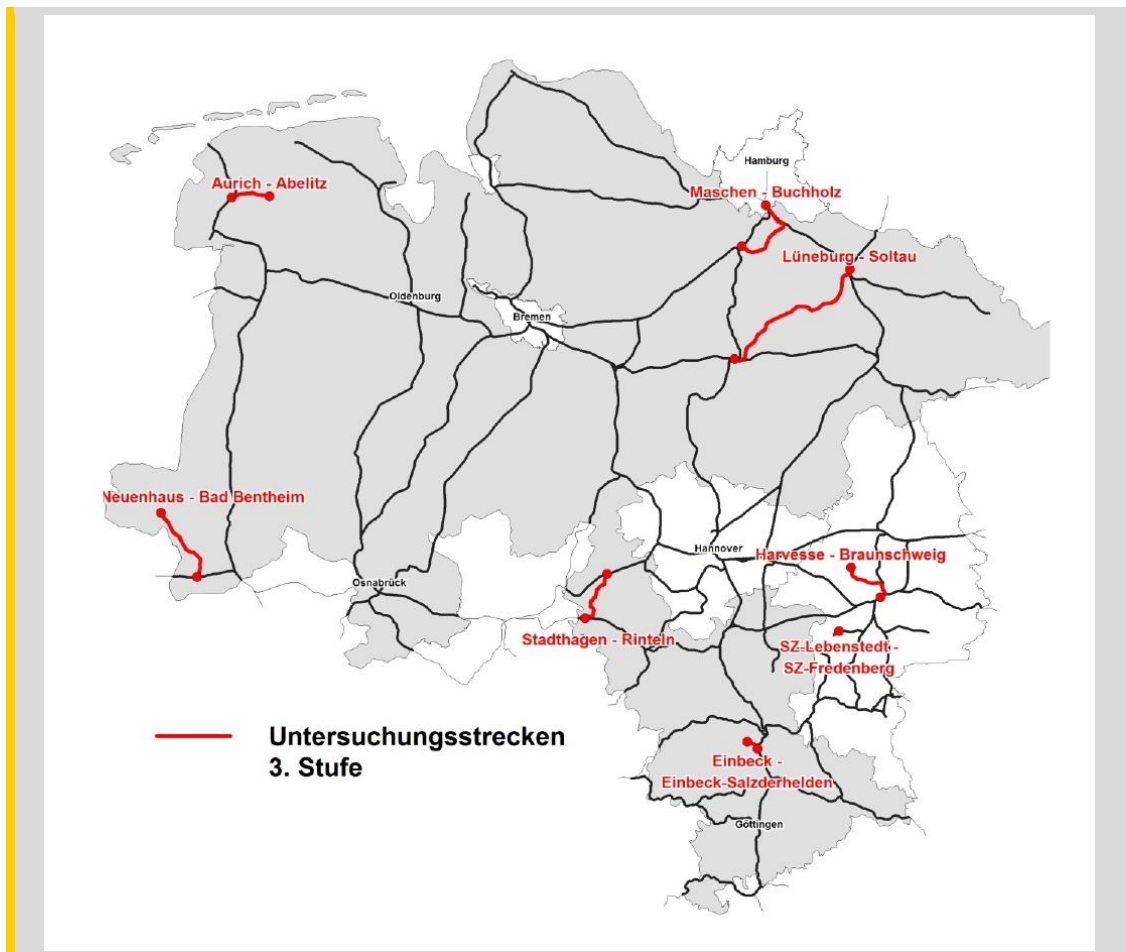 Hamburg
Aurich - Abelitz
Maschen - Buchholz
Lüneburg - Soltau
Oldenburg
Bremen
Neuenhaus - Bad Bentheim
Hannover
Harvesse - Braunschweig
Osnabrück
Stadthagen - Rinteln
SZ-Lebenstedt -
SZ-Fredenberg
Untersuchungsstrecken
3. Stufe
Einbeck -
Einbeck-Salzderhelden
Göttingen